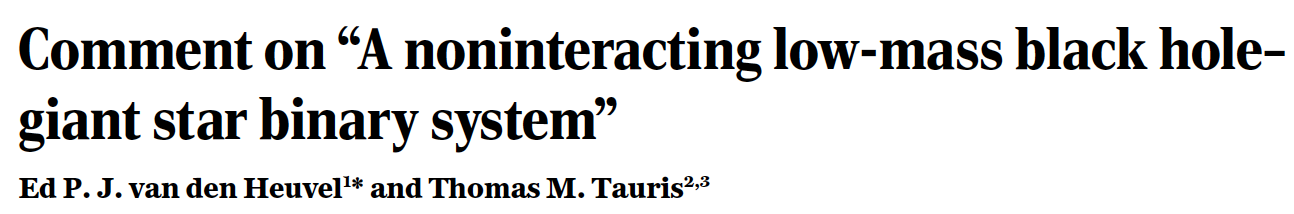 Comment on “A noninteracting low-mass black hole–
giant star binary system”
Ed P. J. van den Heuvel¹* and Thomas M. Tauris²,³